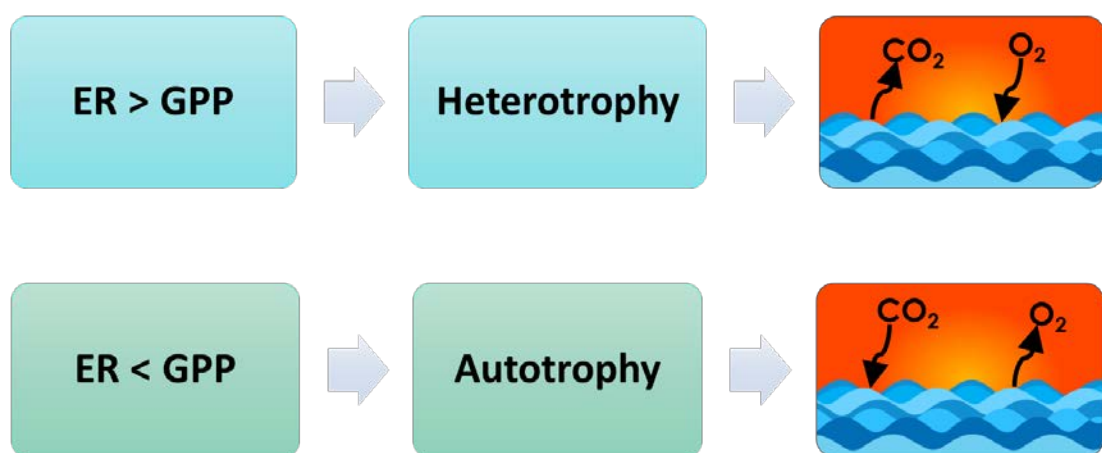 ER > GPP
Heterotrophy
CO₂
O₂
ER < GPP
Autotrophy
CO₂
O₂